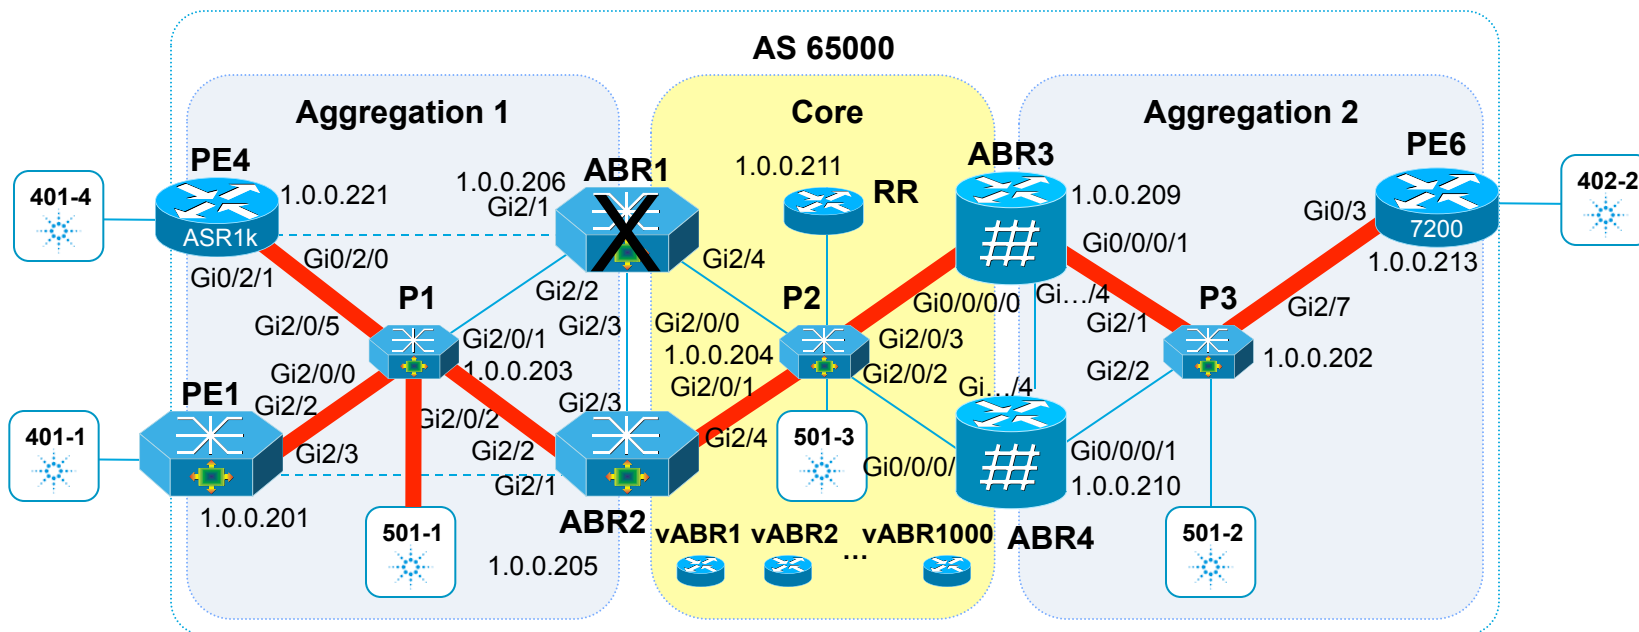 AS 65000
Aggregation 1
Core
Aggregation 2
PE4
ABR1
1.0.0.211
ABR3
PE6
401-4
1.0.0.221
1.0.0.206
Gi2/1
RR
1.0.0.209
402-2
ASR1k
Gi0/3
7200
Gi0/2/0
Gi2/4
Gi0/0/0/1
1.0.0.213
Gi0/2/1
P1
Gi2/2
P2
Gi0/0/0/0
Gi.../4
P3
Gi2/7
Gi2/0/5
Gi2/0/1
Gi2/3
Gi2/0/0
Gi2/0/3
Gi2/1
1.0.0.203
1.0.0.204
1.0.0.202
Gi2/0/0
Gi2/0/1
Gi2/0/2
Gi2/2
PE1
Gi2/2
Gi2/0/2
Gi2/3
Gi.../4
401-1
Gi2/3
Gi2/2
Gi2/4
501-3
Gi0/0/0/
Gi0/0/0/1
Gi2/1
1.0.0.210
1.0.0.201
501-1
ABR2
vABR1
vABR2
...
vABR1000
ABR4
501-2
1.0.0.205